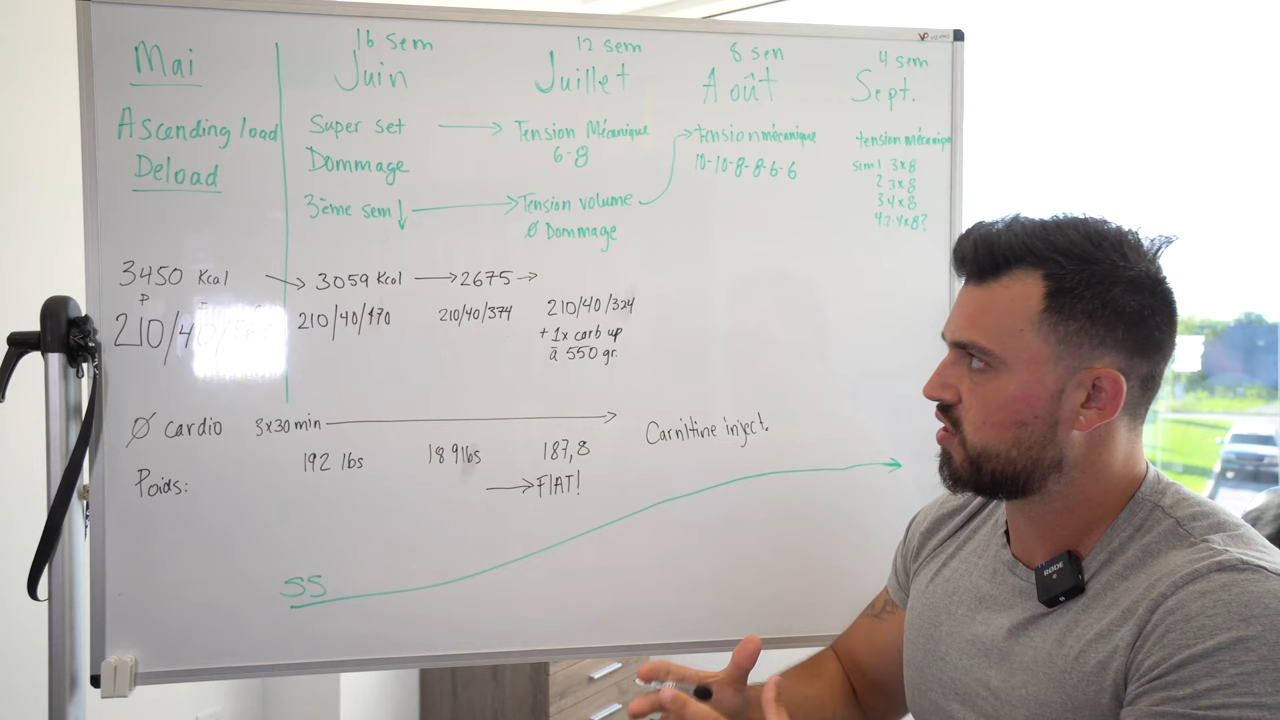 16 sem
12 sem
8 sem
4 sem
Mai
Juin
Juillet
Août
Sept.
Ascending load
Deload
Super set
Dommage
3ème sem ↓
Tension Mécanique
6-8
Tension volume
Ø Dommage
tension mécanique
10-10-8-8-6-6
tension mécanique
sem 1 3x8
2 3x8
3 4x8
4 2-4x8?
3450 Kcal
3059 Kcal
2675
P
210/40/
210/40/470
210/40/374
210/40/324
+ 1x carb up
à 550 gr.
Ø cardio
3x30 min
Carnitine inject.
Poids:
192 lbs
189 lbs
187,8
FIAT!
SS
RØDE